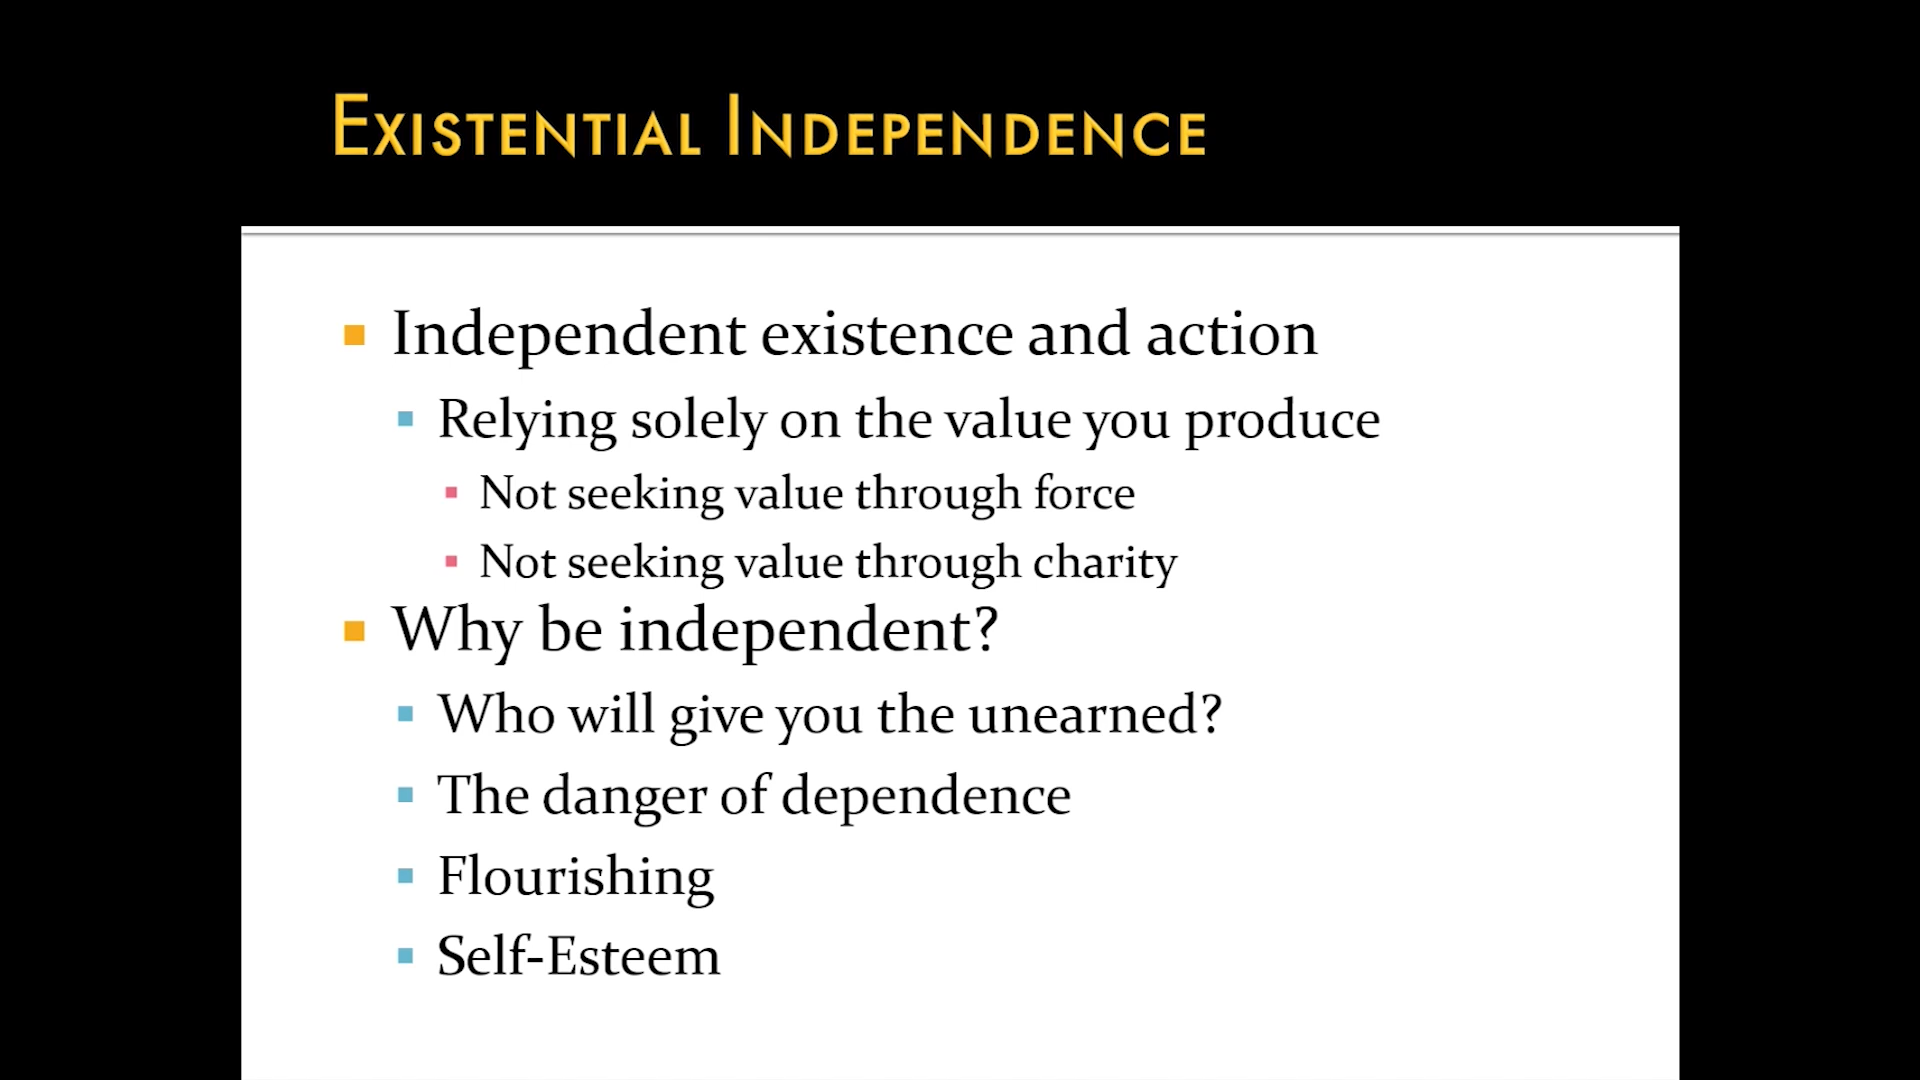 Existential Independence
Independent existence and action
Relying solely on the value you produce
Not seeking value through force
Not seeking value through charity
Why be independent?
Who will give you the unearned?
The danger of dependence
Flourishing
Self-Esteem